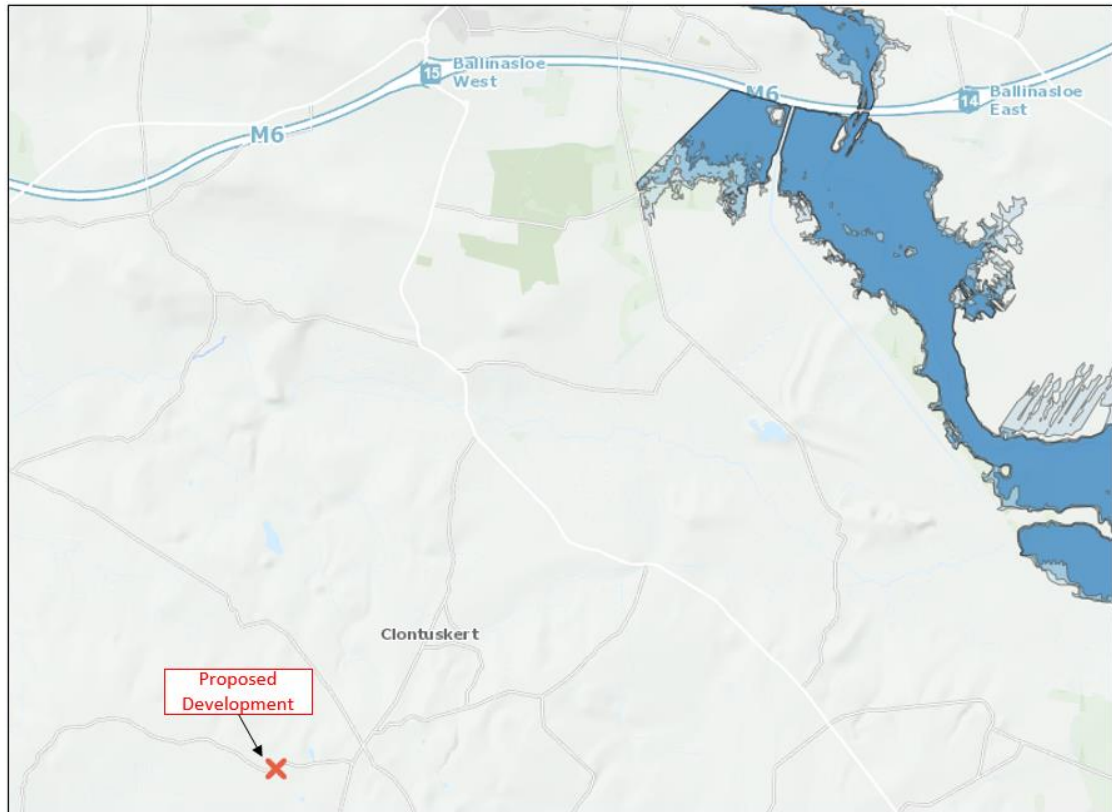 15
Ballinasloe
West
M6
M6
14
Ballinasloe
East
Clontuskert
Proposed
Development